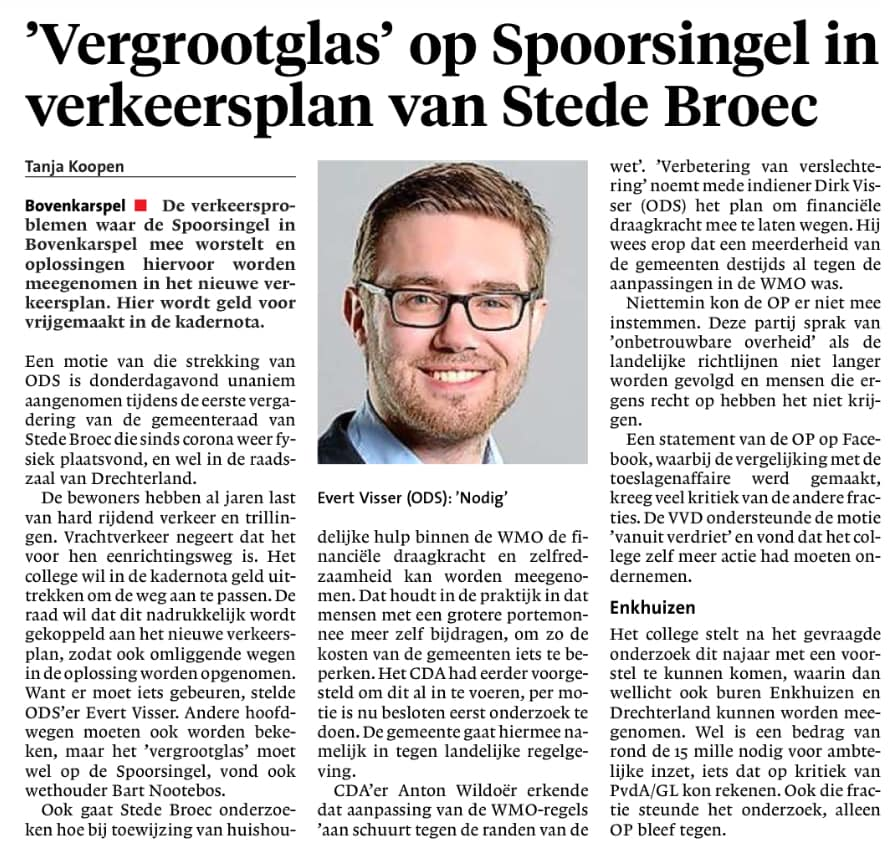 ’Vergrootglas’ op Spoorsingel in
verkeersplan van Stede Broec
Tanja Koopen
Bovenkarspel ■ De verkeerspro-
blemen waar de Spoorsingel in
Bovenkarspel mee worstelt en
oplossingen hiervoor worden
meegenomen in het nieuwe ver-
keersplan. Hier wordt geld voor
vrijgemaakt in de kadernota.
Een motie van die strekking van
ODS is donderdagavond unaniem
aangenomen tijdens de eerste verga-
dering van de gemeenteraad van
Stede Broec die sinds corona weer fy-
siek plaatsvond, en wel in de raads-
zaal van Drechterland.
De bewoners hebben al jaren last
van hard rijdend verkeer en trillin-
gen. Vrachtverkeer negeert dat het
voor hen eenrichtingsweg is. Het
college wil in de kadernota geld uit-
trekken om de weg aan te passen. De
raad wil dat dit nadrukkelijk wordt
gekoppeld aan het nieuwe verkeers-
plan, zodat ook omliggende wegen
in de oplossing worden opgenomen.
Want er moet iets gebeuren, stelde
ODS’er Evert Visser. Andere hoofd-
wegen moeten ook worden beke-
ken, maar het ’vergrootglas’ moet
wel op de Spoorsingel, vond ook
wethouder Bart Nootebos.
Ook gaat Stede Broec onderzoe-
ken hoe bij toewijzing van huishou-
Evert Visser (ODS): ’Nodig’
delijke hulp binnen de WMO de fi-
nanciële draagkracht en zelfred-
zaamheid kan worden meegeno-
men. Dat houdt in de praktijk in dat
mensen met een grotere portemon-
nee meer zelf bijdragen, om zo de
kosten van de gemeenten iets te be-
perken. Het CDA had eerder voorge-
steld om dit al in te voeren, per mo-
tie is nu besloten eerst onderzoek te
doen. De gemeente gaat hiermee na-
melijk in tegen landelijke regelge-
ving.
CDA’er Anton Wildoër erkende
dat aanpassing van de WMO-regels
’aan schuurt tegen de randen van de
wet’. ’Verbetering van verslechte-
ring’ noemt mede indiener Dirk Vis-
ser (ODS) het plan om financiële
draagkracht mee te laten wegen. Hij
wees erop dat een meerderheid van
de gemeenten destijds al tegen de
aanpassingen in de WMO was.
Niettemin kon de OP er niet mee
instemmen. Deze partij sprak van
’onbetrouwbare overheid’ als de
landelijke richtlijnen niet langer
worden gevolgd en mensen die er-
gens recht op hebben het niet krij-
gen.
Een statement van de OP op Face-
book, waarbij de vergelijking met de
toeslagenaffaire werd gemaakt,
kreeg veel kritiek van de andere frac-
ties. De VVD ondersteunde de motie
’vanuit verdriet’ en vond dat het col-
lege zelf meer actie had moeten on-
dernemen.
Enkhuizen
Het college stelt na het gevraagde
onderzoek dit najaar met een voor-
stel te kunnen komen, waarin dan
wellicht ook buren Enkhuizen en
Drechterland kunnen worden mee-
genomen. Wel is een bedrag van
rond de 15 mille nodig voor ambte-
lijke inzet, iets dat op kritiek van
PvdA/GL kon rekenen. Ook die frac-
tie steunde het onderzoek, alleen
OP bleef tegen.